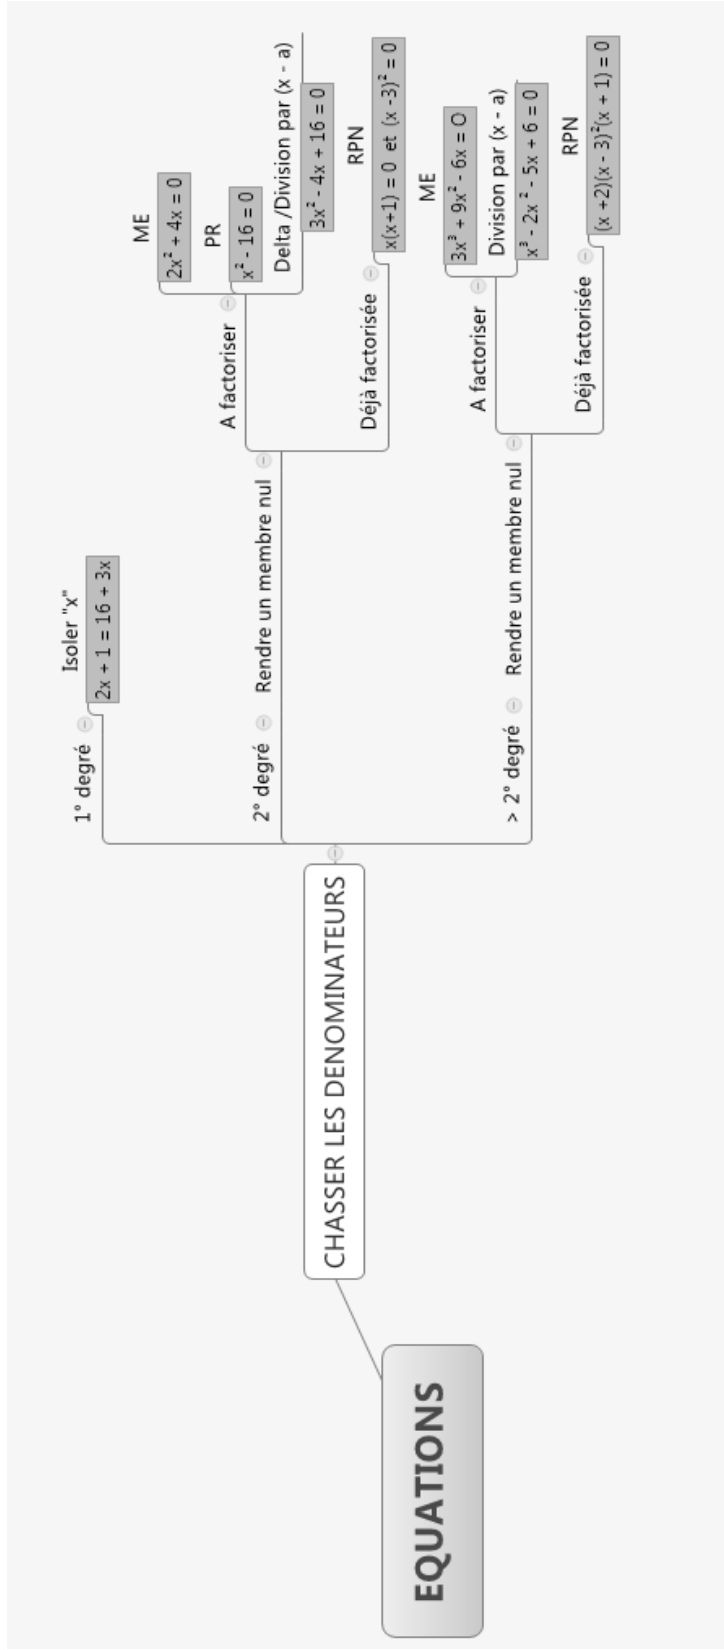 EQUATIONS
CHASSER LES DENOMINATEURS
1° degré
Isoler "x"
2x + 1 = 16 + 3x
2° degré
Rendre un membre nul
A factoriser
ME
2x² + 4x = 0
PR
x² - 16 = 0
Delta /Division par (x - a)
3x² - 4x + 16 = 0
Déjà factorisée
RPN
x(x+1) = 0 et (x -3)² = 0
> 2° degré
Rendre un membre nul
A factoriser
ME
3x³ + 9x² - 6x = O
Division par (x - a)
x³ - 2x² - 5x + 6 = 0
Déjà factorisée
RPN
(x +2)(x - 3)²(x + 1) = 0